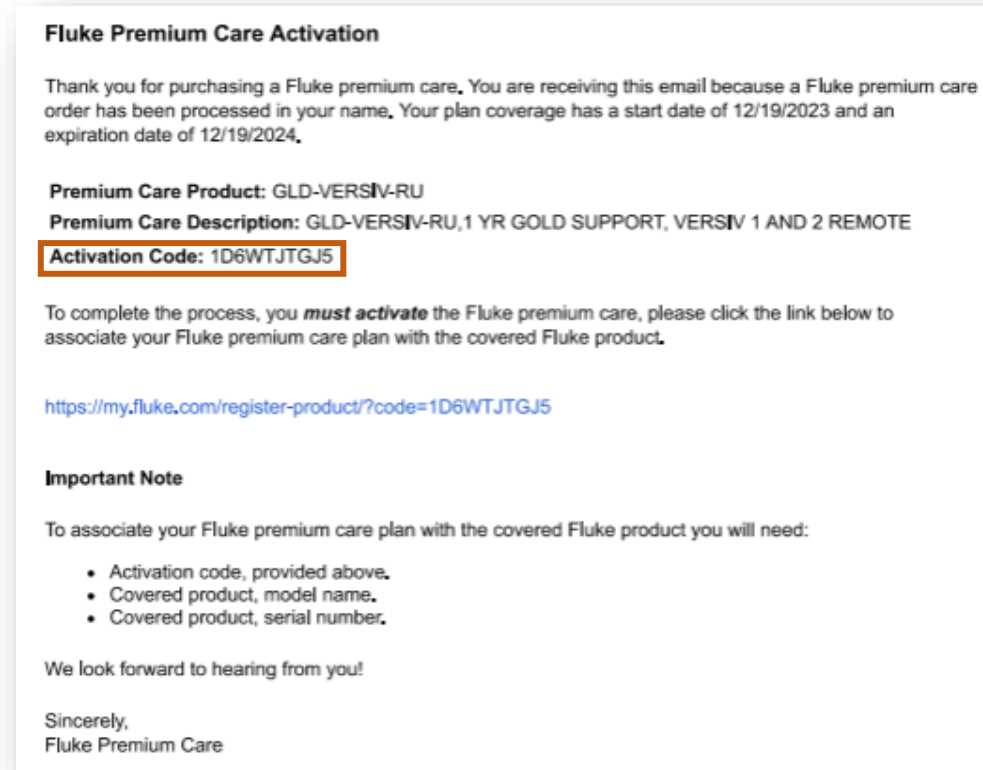 Fluke Premium Care Activation
Thank you for purchasing a Fluke premium care. You are receiving this email because a Fluke premium care
order has been processed in your name. Your plan coverage has a start date of 12/19/2023 and an
expiration date of 12/19/2024.
Premium Care Product: GLD-VERSIV-RU
Premium Care Description: GLD-VERSIV-RU,1 YR GOLD SUPPORT, VERSIV 1 AND 2 REMOTE
Activation Code: 1D6WTJTGJ5
To complete the process, you must activate the Fluke premium care, please click the link below to
associate your Fluke premium care plan with the covered Fluke product.
https://my.fluke.com/register-product/?code=1D6WTJTGJ5
Important Note
To associate your Fluke premium care plan with the covered Fluke product you will need:
• Activation code, provided above.
• Covered product, model name.
• Covered product, serial number.
We look forward to hearing from you!
Sincerely,
Fluke Premium Care